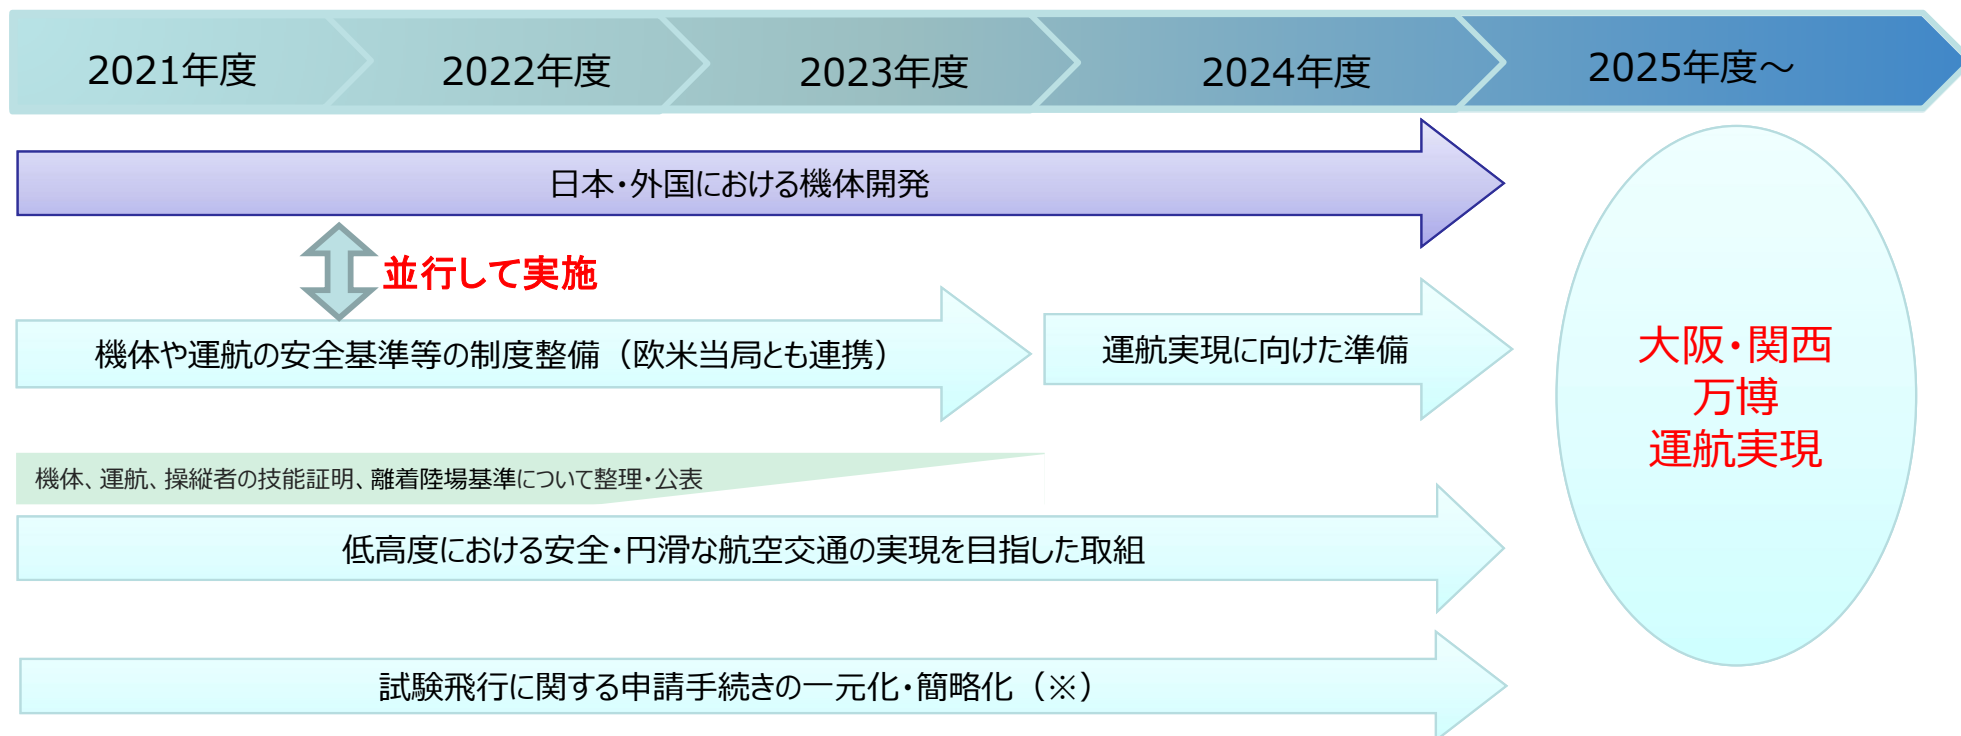 2021年度
2022年度
2023年度
2024年度
2025年度～
日本・外国における機体開発
並行して実施
機体や運航の安全基準等の制度整備（欧米当局とも連携）
運航実現に向けた準備
機体、運航、操縦者の技能証明、離着陸場基準について整理・公表
低高度における安全・円滑な航空交通の実現を目指した取組
試験飛行に関する申請手続きの一元化・簡略化（※）
大阪・関西
万博
運航実現